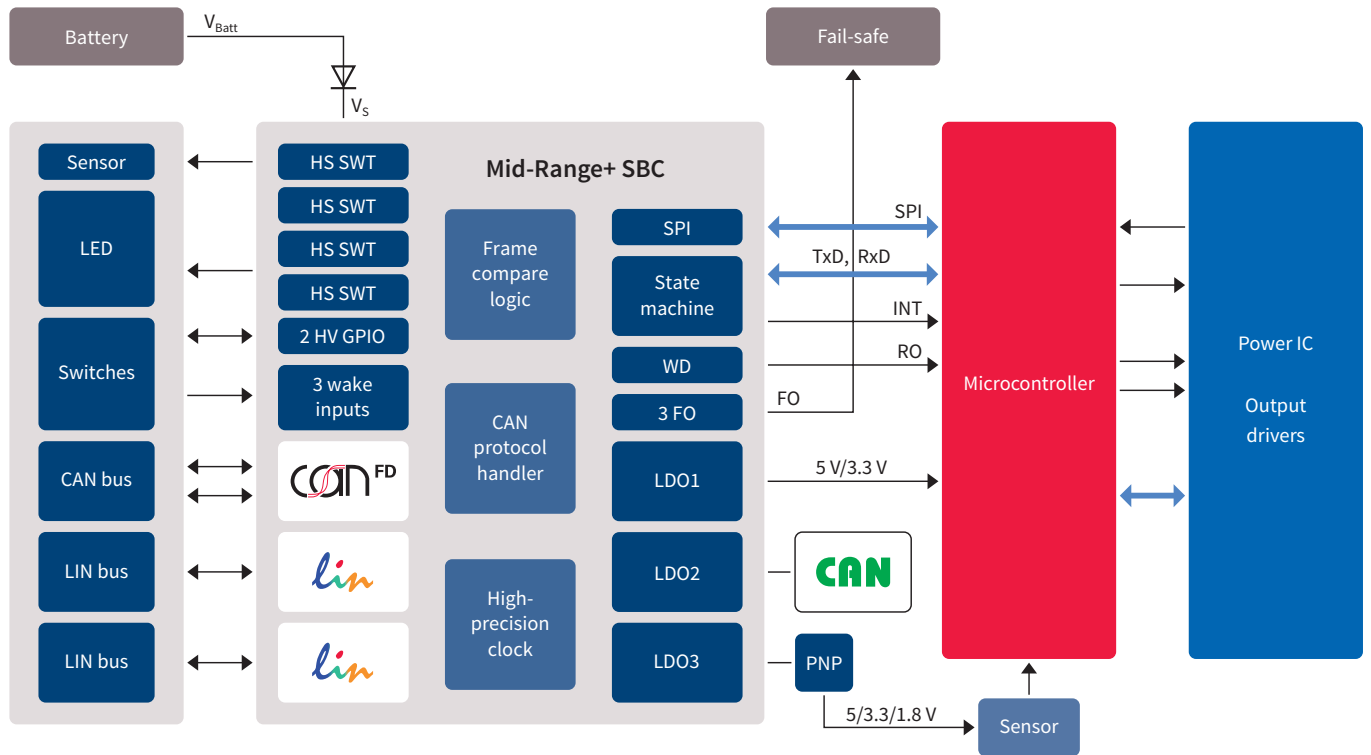 Battery
V_Batt
V_S
Fail-safe
Sensor
LED
Switches
CAN bus
LIN bus
LIN bus
HS SWT
HS SWT
HS SWT
HS SWT
2 HV GPIO
3 wake
inputs
CAN FD
lin
lin
Mid-Range+ SBC
Frame
compare
logic
CAN
protocol
handler
High-
precision
clock
SPI
State
machine
WD
3 FO
LDO1
LDO2
LDO3
SPI
TxD, RxD
INT
RO
FO
5 V/3.3 V
CAN
PNP
5/3.3/1.8 V
Sensor
Microcontroller
Power IC
Output
drivers